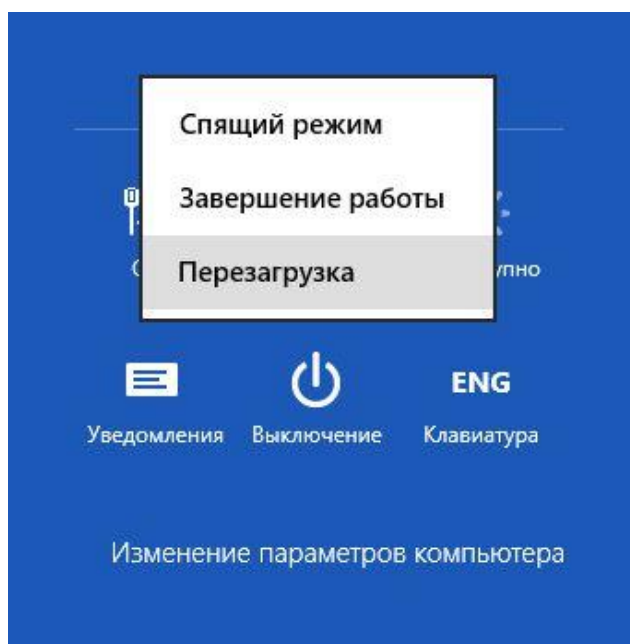 Спящий режим
Завершение работы
Перезагрузка
ENG
Уведомления Выключение Клавиатура
Изменение параметров компьютера